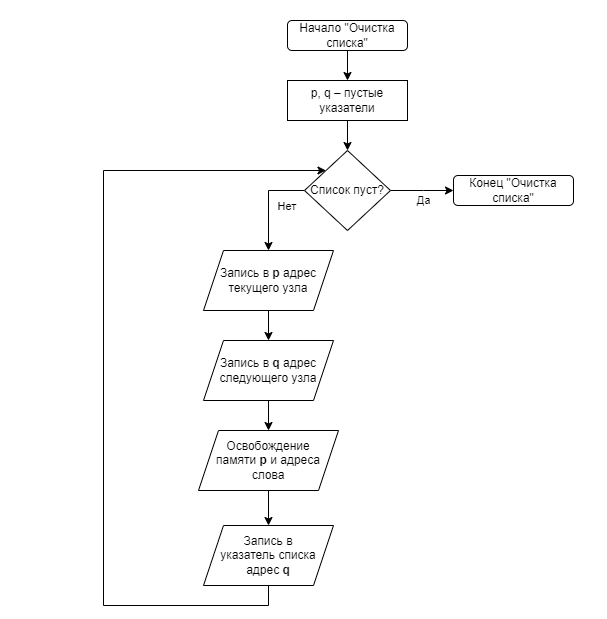 Начало "Очистка
списка"
p, q – пустые
указатели
Список пуст?
Конец "Очистка
списка"
Да
Нет
Запись в p адрес
текущего узла
Запись в q адрес
следующего узла
Освобождение
памяти p и адреса
слова
Запись в
указатель списка
адрес q